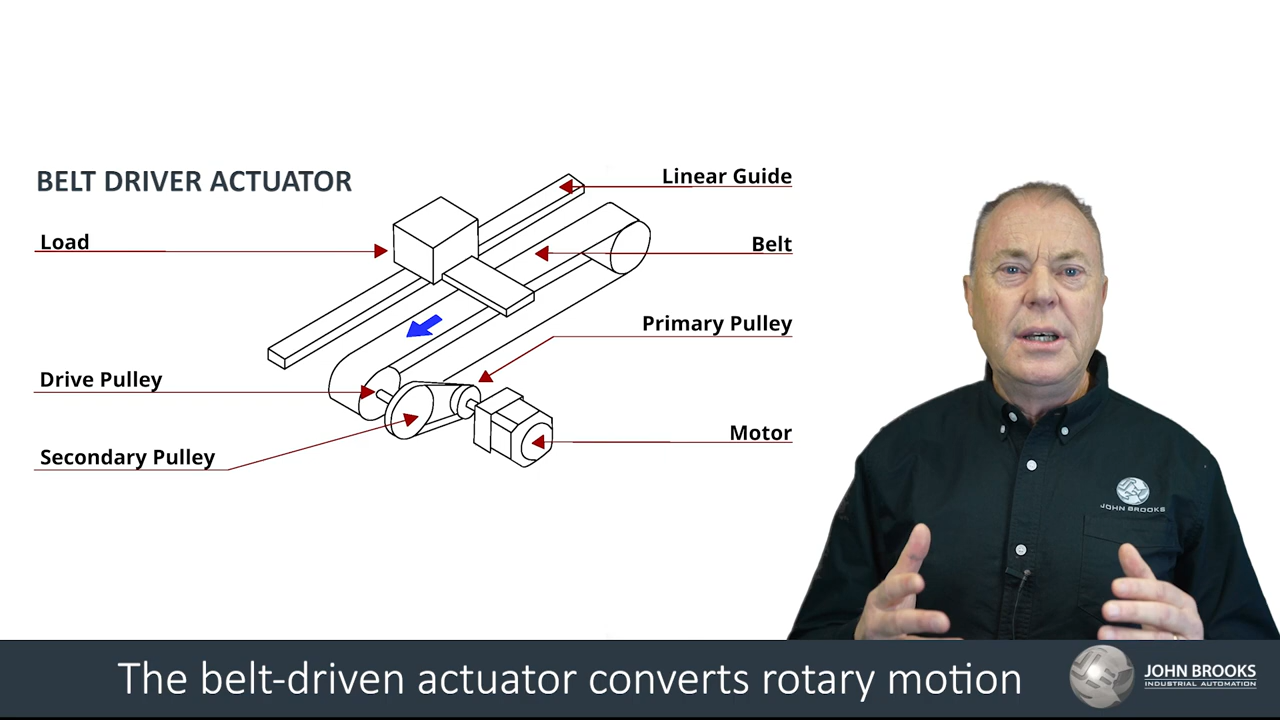 BELT DRIVER ACTUATOR
Linear Guide
Load
Belt
Primary Pulley
Drive Pulley
Motor
Secondary Pulley
JOHN BROOKS
The belt-driven actuator converts rotary motion
JOHN BROOKS
INDUSTRIAL AUTOMATION